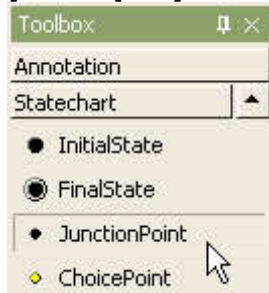 Toolbox
Annotation
Statechart
InitialState
FinalState
JunctionPoint
ChoicePoint